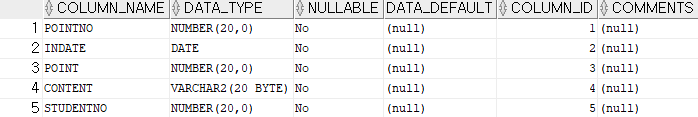 COLUMN_NAME DATA_TYPE NULLABLE DATA_DEFAULT COLUMN_ID COMMENTS
1 POINTNO NUMBER(20,0) No (null) 1 (null)
2 INDATE DATE No (null) 2 (null)
3 POINT NUMBER(20,0) No (null) 3 (null)
4 CONTENT VARCHAR2(20 BYTE) No (null) 4 (null)
5 STUDENTNO NUMBER(20,0) No (null) 5 (null)